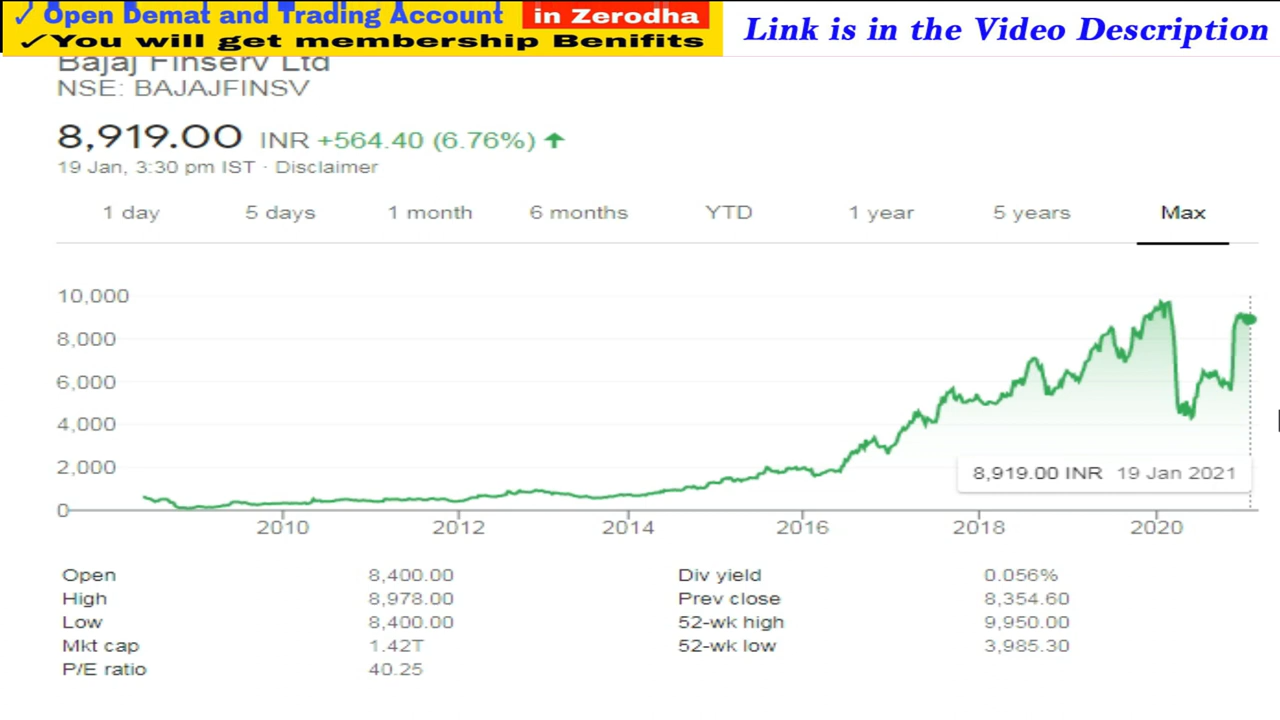 ✓ Open Demat and Trading Account in Zerodha
✓You will get membership Benifits
Link is in the Video Description
Bajaj Finserv Ltd
NSE: BAJAJFINSV
8,919.00 INR +564.40 (6.76%) ↑
19 Jan, 3:30 pm IST · Disclaimer
1 day 5 days 1 month 6 months YTD 1 year 5 years Max
10,000
8,000
6,000
4,000
2,000
0
8,919.00 INR 19 Jan 2021
2010 2012 2014 2016 2018 2020
Open 8,400.00 Div yield 0.056%
High 8,978.00 Prev close 8,354.60
Low 8,400.00 52-wk high 9,950.00
Mkt cap 1.42T 52-wk low 3,985.30
P/E ratio 40.25